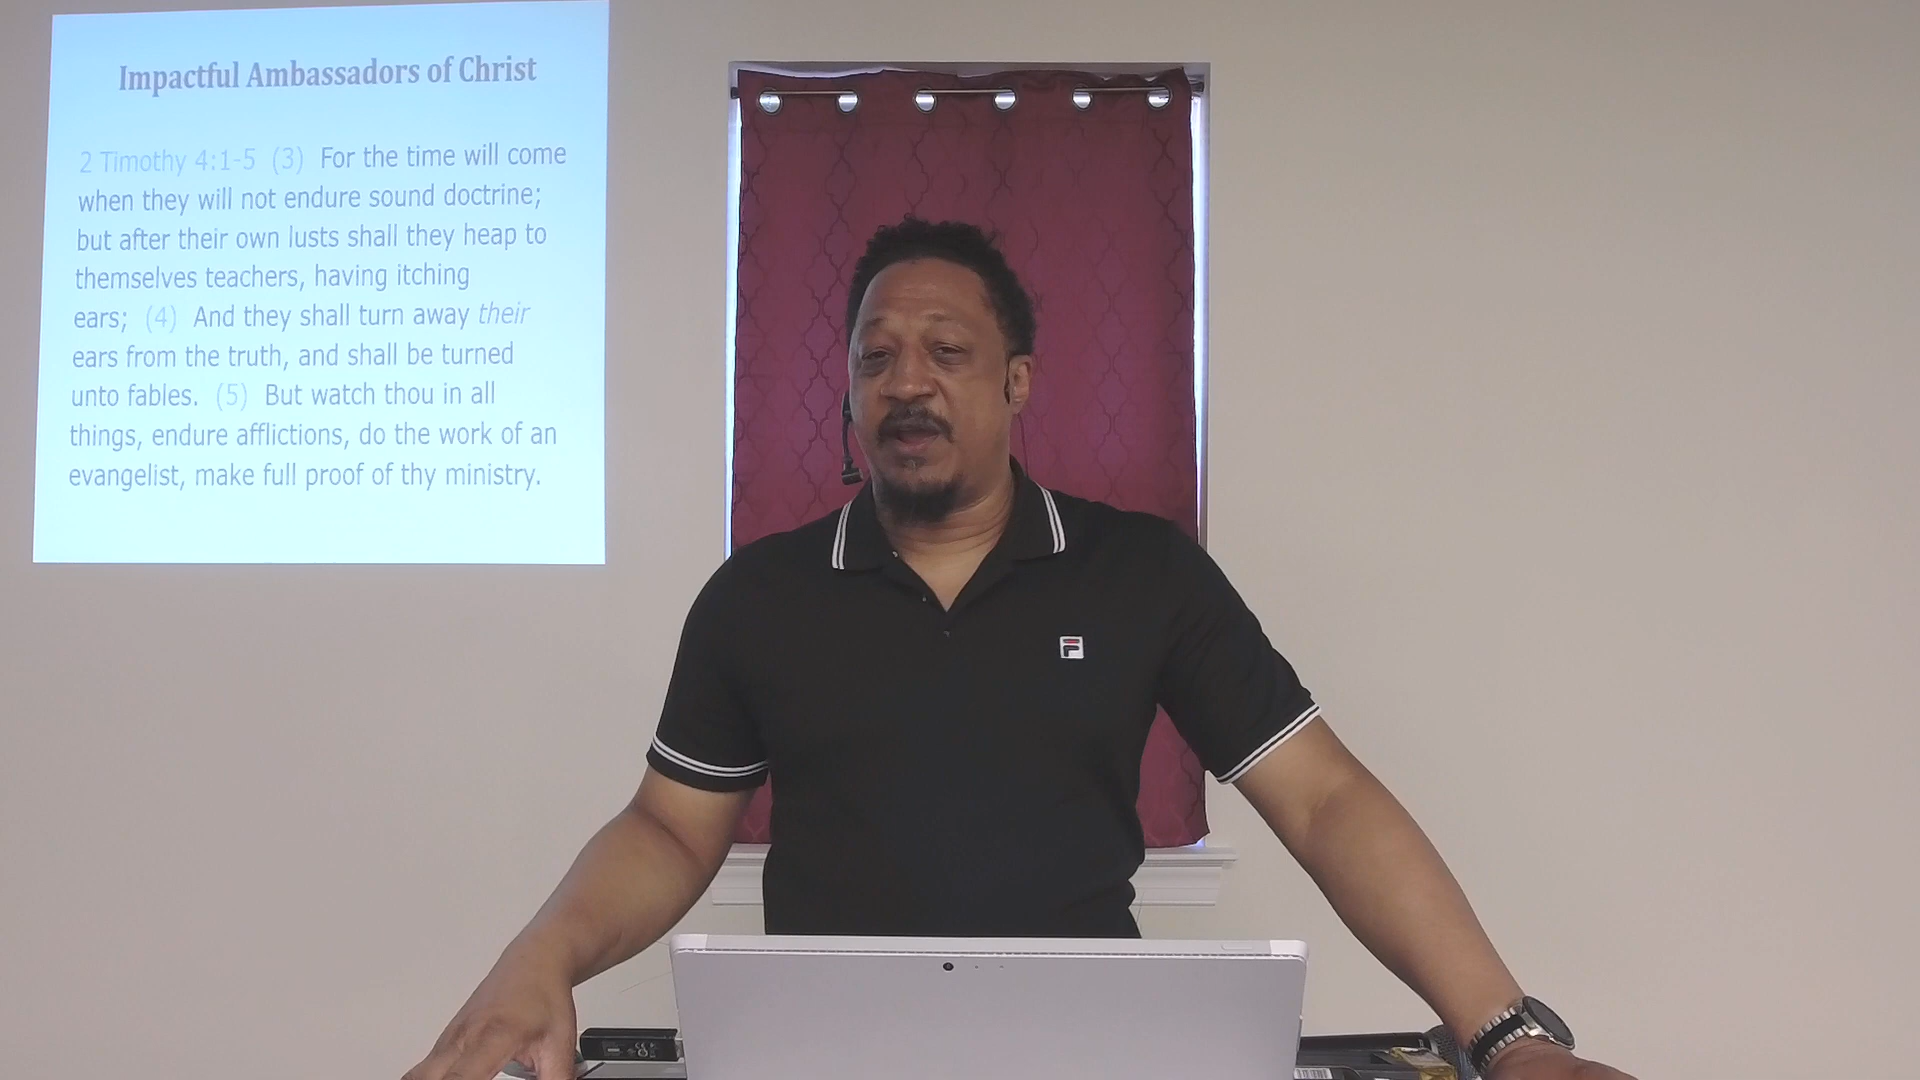 Impactful Ambassadors of Christ
2 Timothy 4:1-5 (3) For the time will come
when they will not endure sound doctrine;
but after their own lusts shall they heap to
themselves teachers, having itching
ears; (4) And they shall turn away their
ears from the truth, and shall be turned
unto fables. (5) But watch thou in all
things, endure afflictions, do the work of an
evangelist, make full proof of thy ministry.